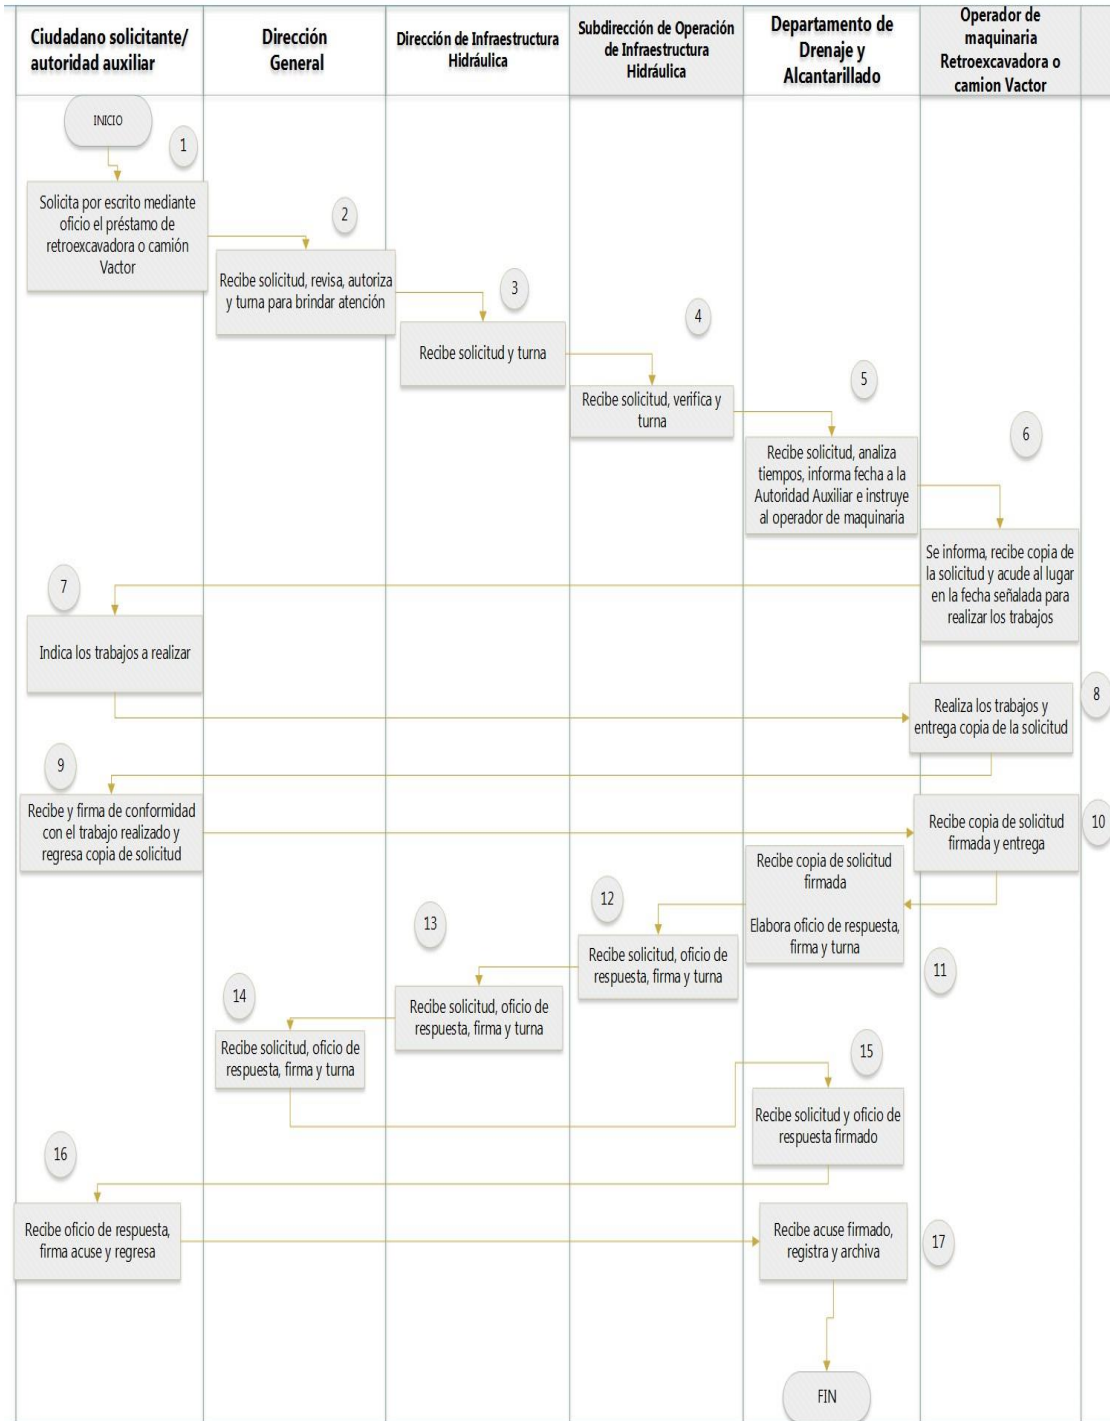 Ciudadano solicitante/
autoridad auxiliar
Dirección
General
Dirección de Infraestructura
Hidráulica
Subdirección de Operación
de Infraestructura
Hidráulica
Departamento de
Drenaje y
Alcantarillado
Operador de
maquinaria
Retroexcavadora o
camion Vactor
INICIO
1
Solicita por escrito mediante
oficio el préstamo de
retroexcavadora o camión
Vactor
2
Recibe solicitud, revisa, autoriza
y turna para brindar atención
3
Recibe solicitud y turna
4
Recibe solicitud, verifica y
turna
5
Recibe solicitud, analiza
tiempos, informa fecha a la
Autoridad Auxiliar e instruye
al operador de maquinaria
6
Se informa, recibe copia de
la solicitud y acude al lugar
en la fecha señalada para
realizar los trabajos
7
Indica los trabajos a realizar
8
Realiza los trabajos y
entrega copia de la solicitud
9
Recibe y firma de conformidad
con el trabajo realizado y
regresa copia de solicitud
10
Recibe copia de solicitud
firmada y entrega
Recibe copia de solicitud
firmada
Elabora oficio de respuesta,
firma y turna
11
12
Recibe solicitud, oficio de
respuesta, firma y turna
13
Recibe solicitud, oficio de
respuesta, firma y turna
14
Recibe solicitud, oficio de
respuesta, firma y turna
15
Recibe solicitud y oficio de
respuesta firmado
16
Recibe oficio de respuesta,
firma acuse y regresa
Recibe acuse firmado,
registra y archiva
17
FIN